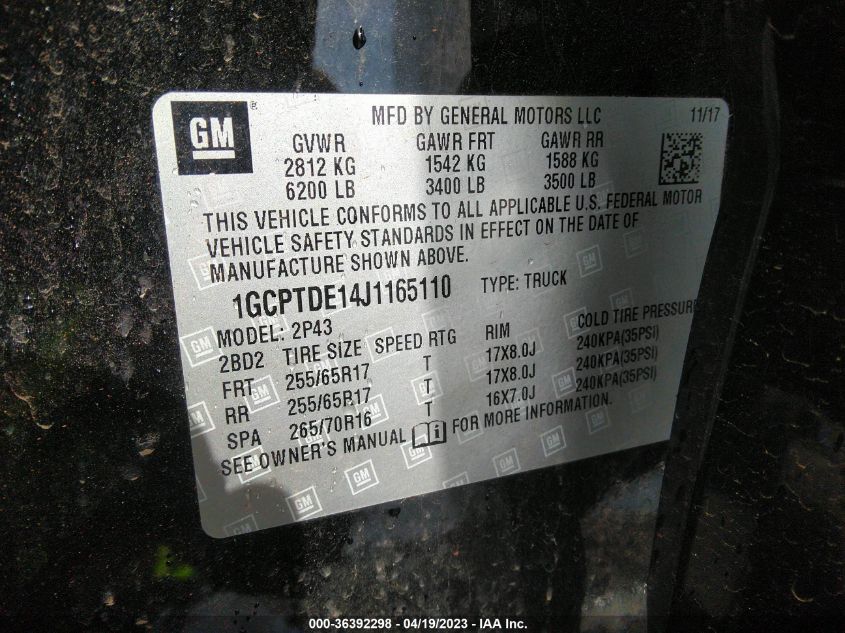 GM ®
MFD BY GENERAL MOTORS LLC 11/17
GVWR GAWR FRT GAWR RR
2812 KG 1542 KG 1588 KG
6200 LB 3400 LB 3500 LB
THIS VEHICLE CONFORMS TO ALL APPLICABLE U.S. FEDERAL MOTOR
VEHICLE SAFETY STANDARDS IN EFFECT ON THE DATE OF
MANUFACTURE SHOWN ABOVE.
1GCPTDE14J1165110 TYPE: TRUCK
MODEL: 2P43
2BD2 TIRE SIZE SPEED RTG RIM COLD TIRE PRESSURE
FRT 255/65R17 T 17X8.0J 240KPA(35PSI)
RR 255/65R17 T 17X8.0J 240KPA(35PSI)
SPA 265/70R16 T 16X7.0J 240KPA(35PSI)
SEE OWNER'S MANUAL FOR MORE INFORMATION.
000-36392298 - 04/19/2023 - IAA Inc.